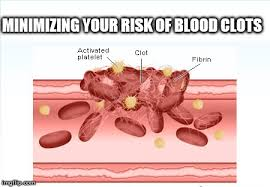 MINIMIZING YOUR RISK OF BLOOD CLOTS
Activated
platelet
Clot
Fibrin
imgflip.com